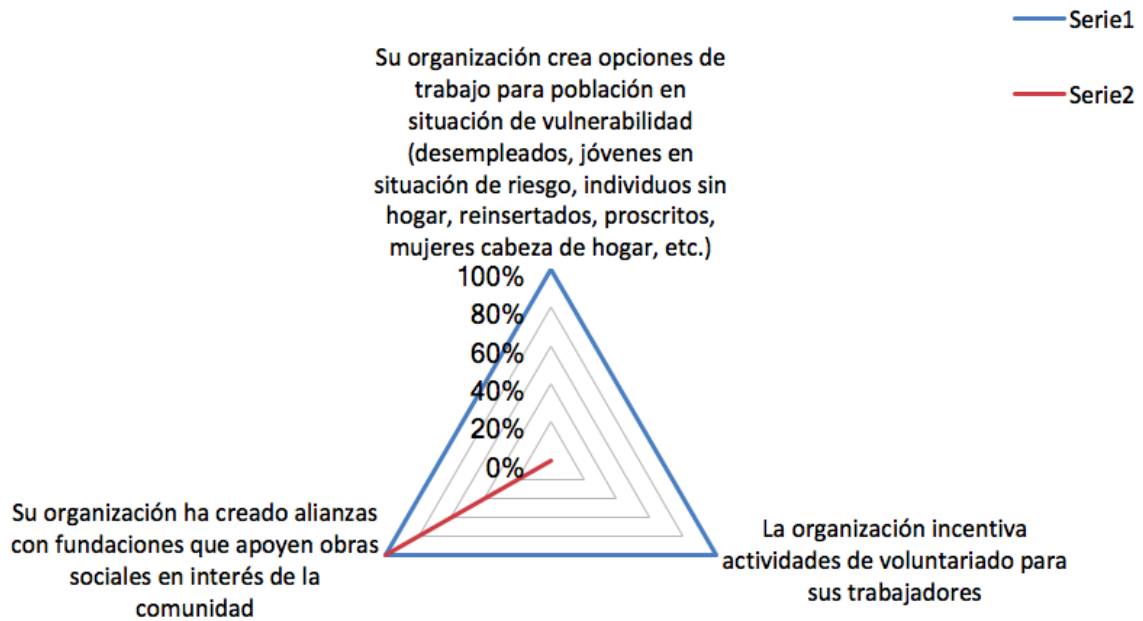 Serie1
Serie2
Su organización crea opciones de
trabajo para población en
situación de vulnerabilidad
(desempleados, jóvenes en
situación de riesgo, individuos sin
hogar, reinsertados, proscritos,
mujeres cabeza de hogar, etc.)
100%
80%
60%
40%
20%
0%
Su organización ha creado alianzas
con fundaciones que apoyen obras
sociales en interés de la
comunidad
La organización incentiva
actividades de voluntariado para
sus trabajadores